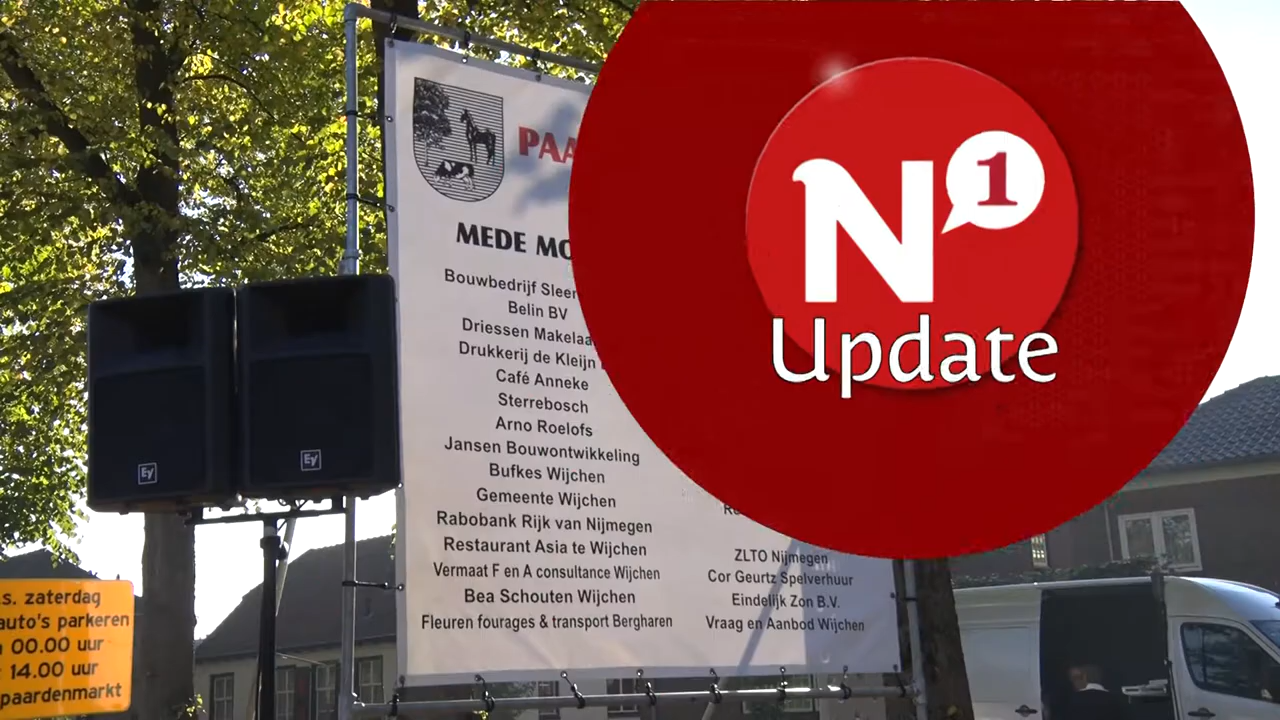 N1
Update
PAA
MEDE MO
Bouwbedrijf Sleer
Belin BV
Driessen Makelaa
Drukkerij de Kleijn
Café Anneke
Sterrebosch
Arno Roelofs
Jansen Bouwontwikkeling
Bufkes Wijchen
Gemeente Wijchen
Rabobank Rijk van Nijmegen
Restaurant Asia te Wijchen
Vermaat F en A consultance Wijchen
Bea Schouten Wijchen
Fleuren fourages & transport Bergharen
ZLTO Nijmegen
Cor Geurtz Spelverhuur
Eindelijk Zon B.V.
Vraag en Aanbod Wijchen
EV
EV
.s. zaterdag
auto's parkeren
00.00 uur
14.00 uur
paardenmarkt